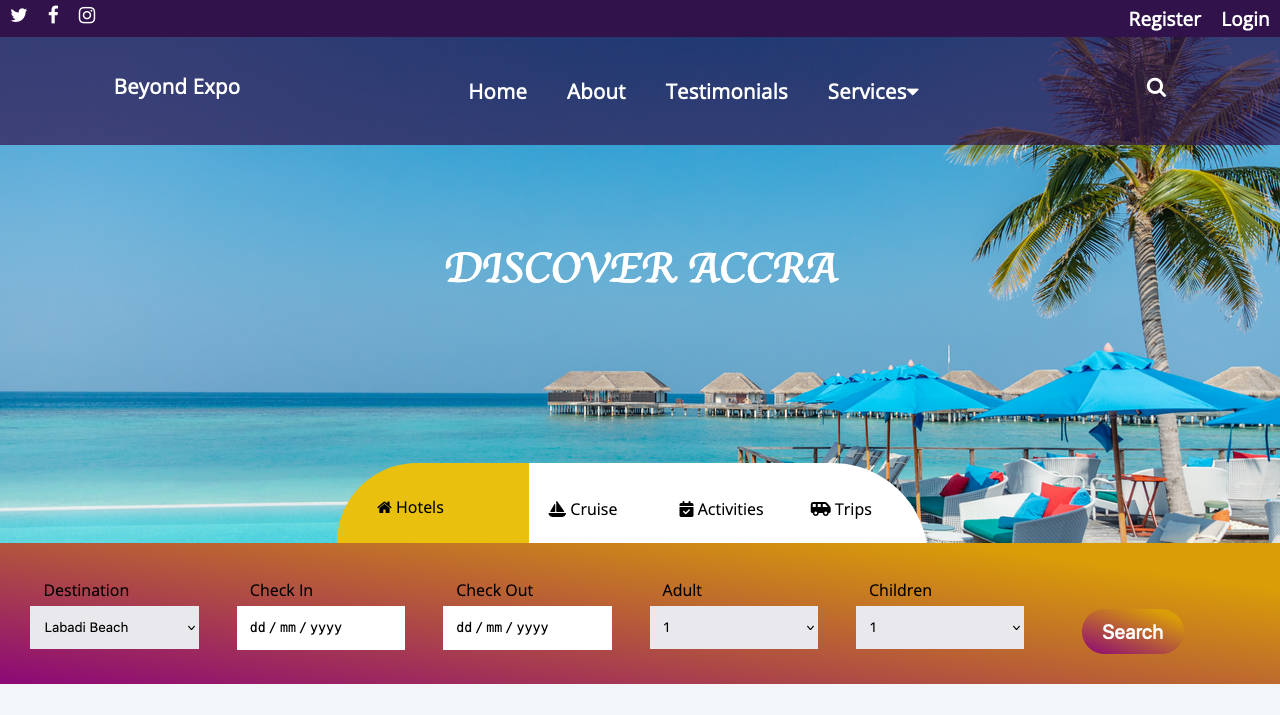 Register Login
Beyond Expo
Home About Testimonials Services
DISCOVER ACCRA
Hotels Cruise Activities Trips
Destination Check In Check Out Adult Children
Labadi Beach dd / mm / yyyy dd / mm / yyyy 1 1
Search